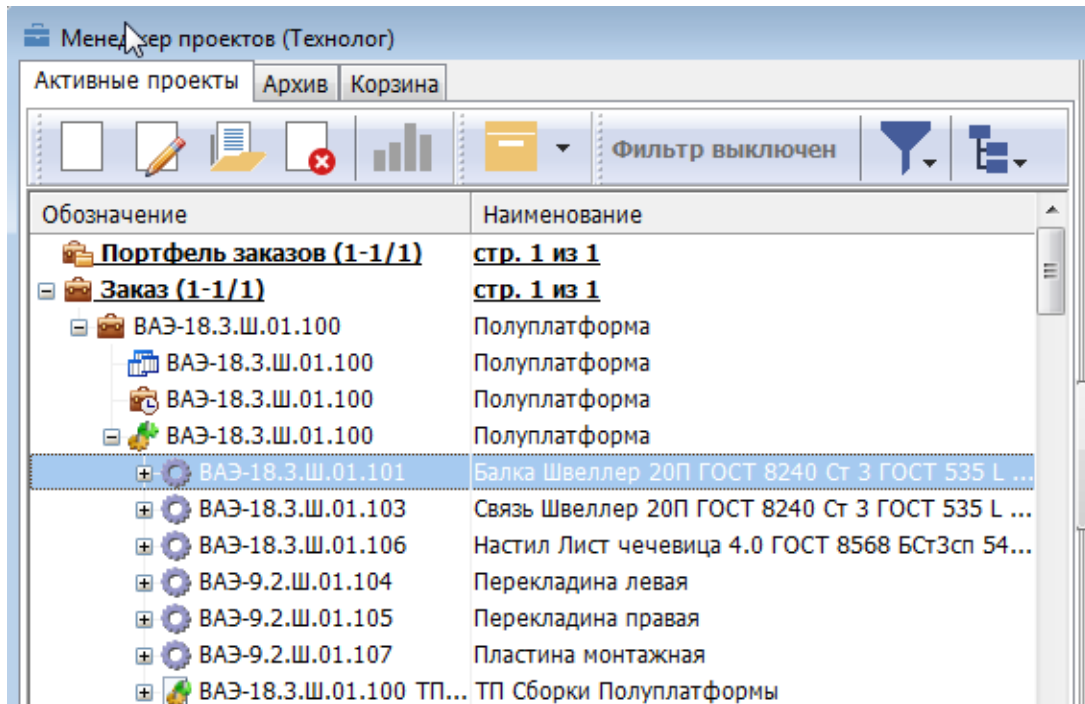 Менеджер проектов (Технолог)
Активные проекты Архив Корзина
Фильтр выключен
Обозначение Наименование
Портфель заказов (1-1/1) стр. 1 из 1
Заказ (1-1/1) стр. 1 из 1
ВАЭ-18.3.Ш.01.100 Полуплатформа
ВАЭ-18.3.Ш.01.100 Полуплатформа
ВАЭ-18.3.Ш.01.100 Полуплатформа
ВАЭ-18.3.Ш.01.100 Полуплатформа
ВАЭ-18.3.Ш.01.101 Балка Швеллер 20П ГОСТ 8240 Ст 3 ГОСТ 535 L ...
ВАЭ-18.3.Ш.01.103 Связь Швеллер 20П ГОСТ 8240 Ст 3 ГОСТ 535 L ...
ВАЭ-18.3.Ш.01.106 Настил Лист чечевица 4.0 ГОСТ 8568 БСт3сп 54...
ВАЭ-9.2.Ш.01.104 Перекладина левая
ВАЭ-9.2.Ш.01.105 Перекладина правая
ВАЭ-9.2.Ш.01.107 Пластина монтажная
ВАЭ-18.3.Ш.01.100 ТП... ТП Сборки Полуплатформы